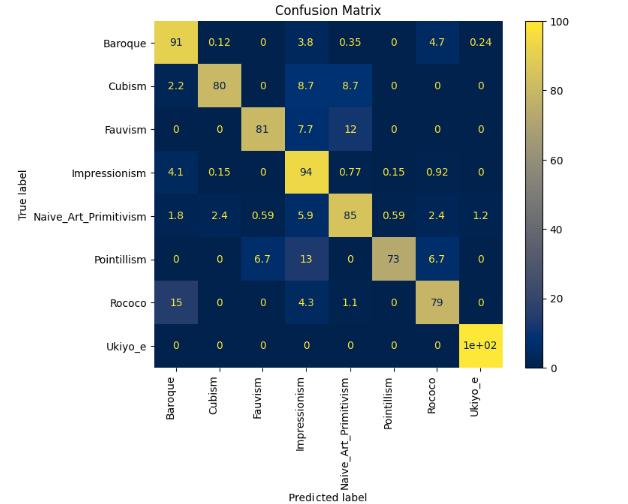 Confusion Matrix
Baroque 91 0.12 0 3.8 0.35 0 4.7 0.24
Cubism 2.2 80 0 8.7 8.7 0 0 0
Fauvism 0 0 81 7.7 12 0 0 0
Impressionism 4.1 0.15 0 94 0.77 0.15 0.92 0
Naive_Art_Primitivism 1.8 2.4 0.59 5.9 85 0.59 2.4 1.2
Pointillism 0 0 6.7 13 0 73 6.7 0
Rococo 15 0 0 4.3 1.1 0 79 0
Ukiyo_e 0 0 0 0 0 0 0 1e+02
True label
Baroque Cubism Fauvism Impressionism Naive_Art_Primitivism Pointillism Rococo Ukiyo_e
Predicted label
100
80
60
40
20
0